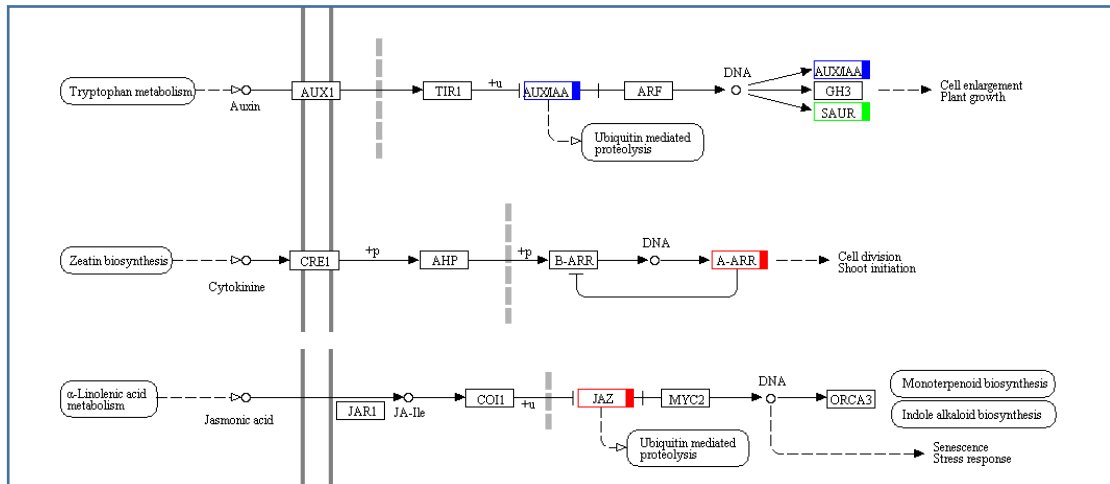 Tryptophan metabolism
Auxin
AUX1
TIR1
+u
AUX/IAA
Ubiquitin mediated
proteolysis
ARF
DNA
AUX/IAA
GH3
SAUR
Cell enlargement
Plant growth
Zeatin biosynthesis
Cytokinine
CRE1
+p
AHP
+p
B-ARR
DNA
A-ARR
Cell division
Shoot initiation
α-Linolenic acid
metabolism
Jasmonic acid
JAR1
JA-Ile
COI1
+u
JAZ
Ubiquitin mediated
proteolysis
MYC2
DNA
ORCA3
Monoterpenoid biosynthesis
Indole alkaloid biosynthesis
Senescence
Stress response